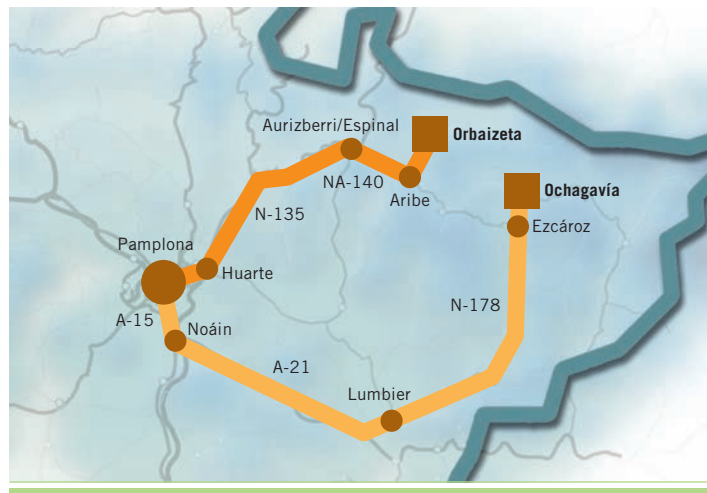 Aurizberri/Espinal
Orbaizeta
NA-140
Aribe
Ochagavía
N-135
Ezcároz
Pamplona
Huarte
N-178
A-15
Noáin
A-21
Lumbier